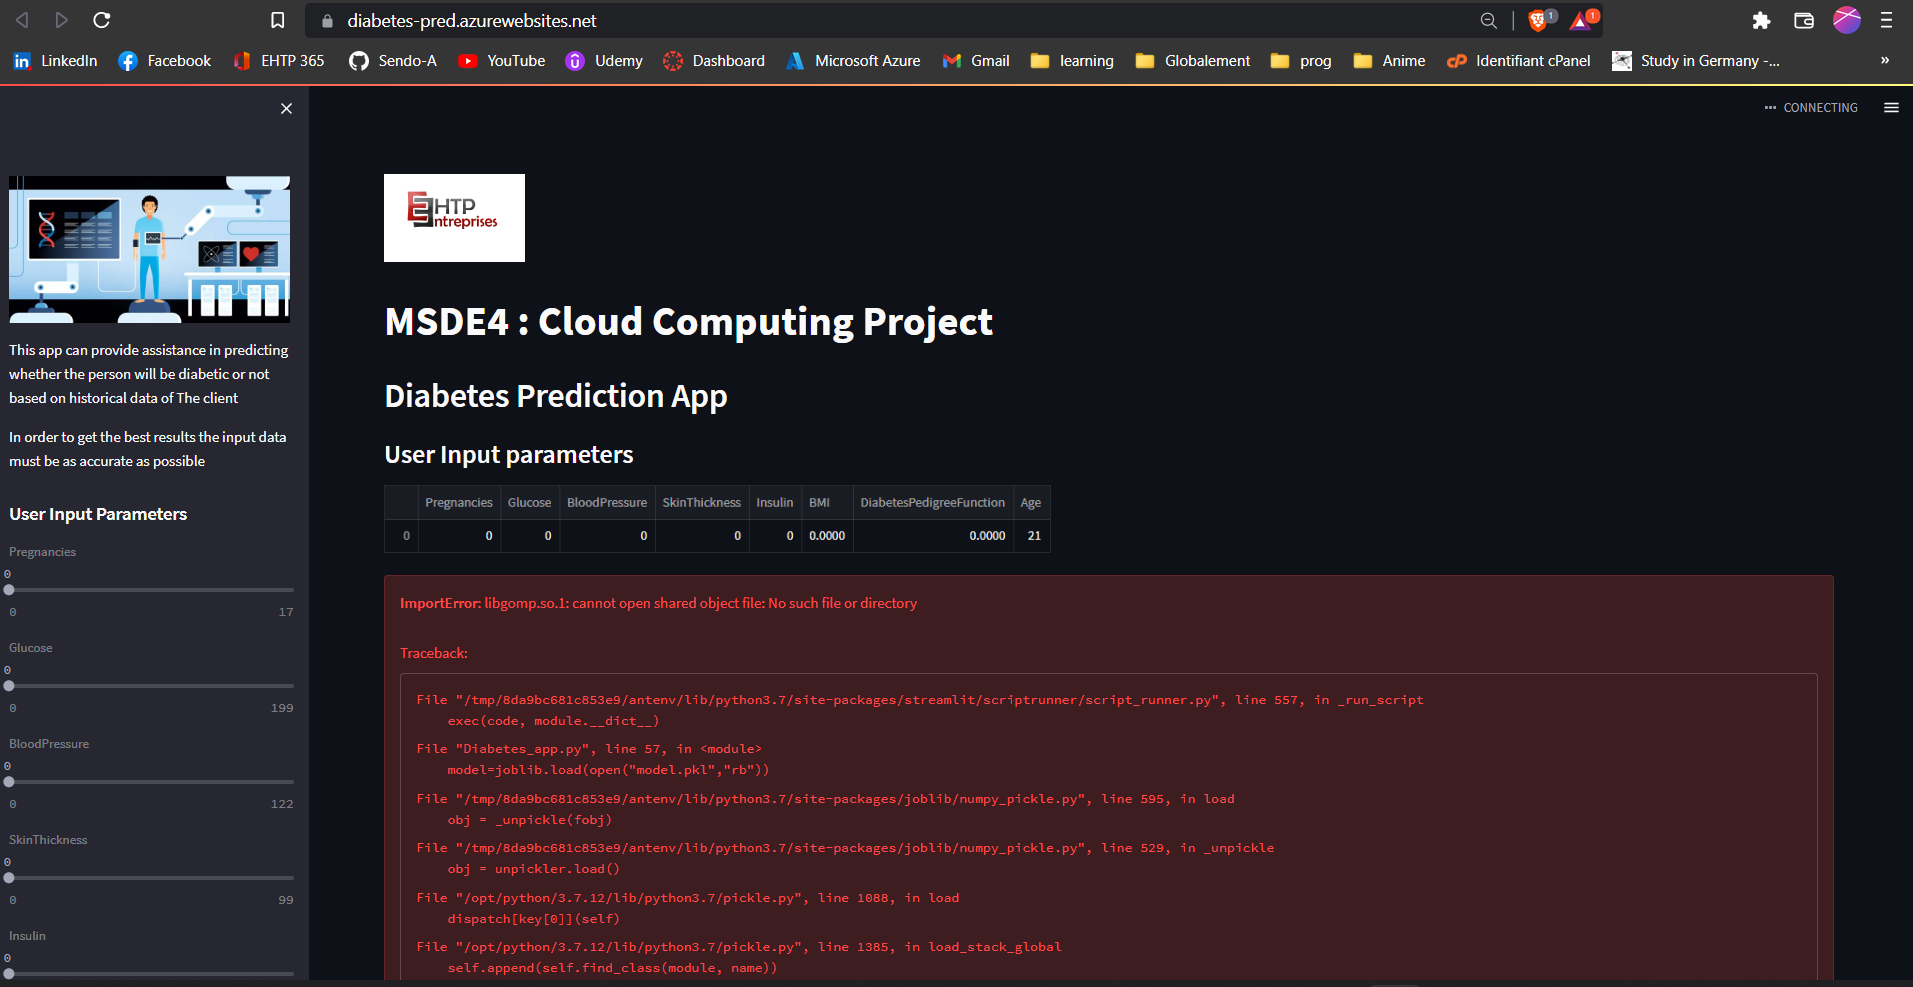 diabetes-pred.azurewebsites.net
1
1
LinkedIn Facebook EHTP 365 Sendo-A YouTube Udemy Dashboard Microsoft Azure Gmail learning Globalement prog Anime Identifiant cPanel Study in Germany -... »
CONNECTING
This app can provide assistance in predicting
whether the person will be diabetic or not
based on historical data of The client
In order to get the best results the input data
must be as accurate as possible
User Input Parameters
Pregnancies
0
0 17
Glucose
0
0 199
BloodPressure
0
0 122
SkinThickness
0
0 99
Insulin
0
EHTP
Entreprises
MSDE4 : Cloud Computing Project
Diabetes Prediction App
User Input parameters
Pregnancies Glucose BloodPressure SkinThickness Insulin BMI DiabetesPedigreeFunction Age
0 0 0 0 0 0 0.0000 0.0000 21
ImportError: libgomp.so.1: cannot open shared object file: No such file or directory
Traceback:
File "/tmp/8da9bc681c853e9/antenv/lib/python3.7/site-packages/streamlit/scriptrunner/script_runner.py", line 557, in _run_script
exec(code, module.__dict__)
File "Diabetes_app.py", line 57, in <module>
model=joblib.load(open("model.pkl","rb"))
File "/tmp/8da9bc681c853e9/antenv/lib/python3.7/site-packages/joblib/numpy_pickle.py", line 595, in load
obj = _unpickle(fobj)
File "/tmp/8da9bc681c853e9/antenv/lib/python3.7/site-packages/joblib/numpy_pickle.py", line 529, in _unpickle
obj = unpickler.load()
File "/opt/python/3.7.12/lib/python3.7/pickle.py", line 1088, in load
dispatch[key[0]](self)
File "/opt/python/3.7.12/lib/python3.7/pickle.py", line 1385, in load_stack_global
self.append(self.find_class(module, name))